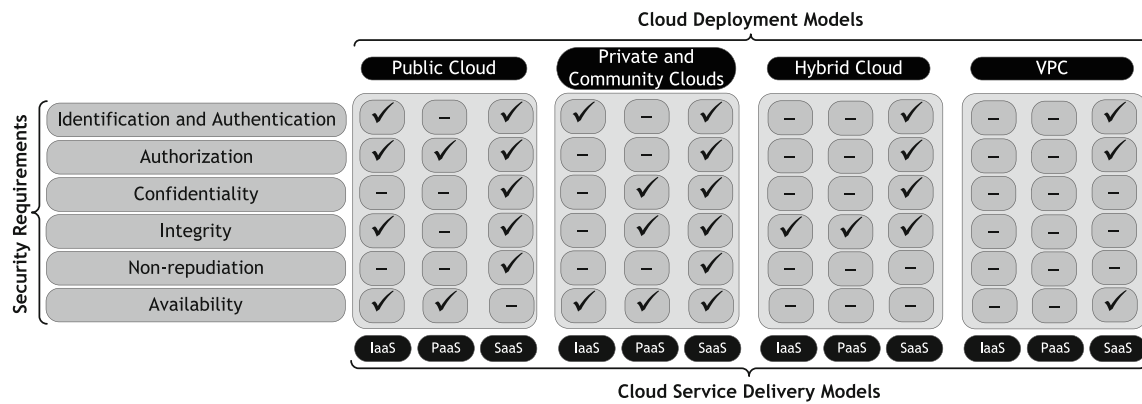 Cloud Deployment Models
Public Cloud
Private and
Community Clouds
Hybrid Cloud
VPC
Security Requirements
Identification and Authentication
✓ – ✓ ✓ – ✓ – – ✓ – – ✓
Authorization
✓ ✓ ✓ – – ✓ – – ✓ – – ✓
Confidentiality
– – ✓ – ✓ ✓ – – ✓ – – –
Integrity
✓ – ✓ – ✓ ✓ ✓ ✓ ✓ – – –
Non-repudiation
– – ✓ – – ✓ – – – – – –
Availability
✓ ✓ – ✓ ✓ ✓ – – – – – ✓
IaaS PaaS SaaS IaaS PaaS SaaS IaaS PaaS SaaS IaaS PaaS SaaS
Cloud Service Delivery Models